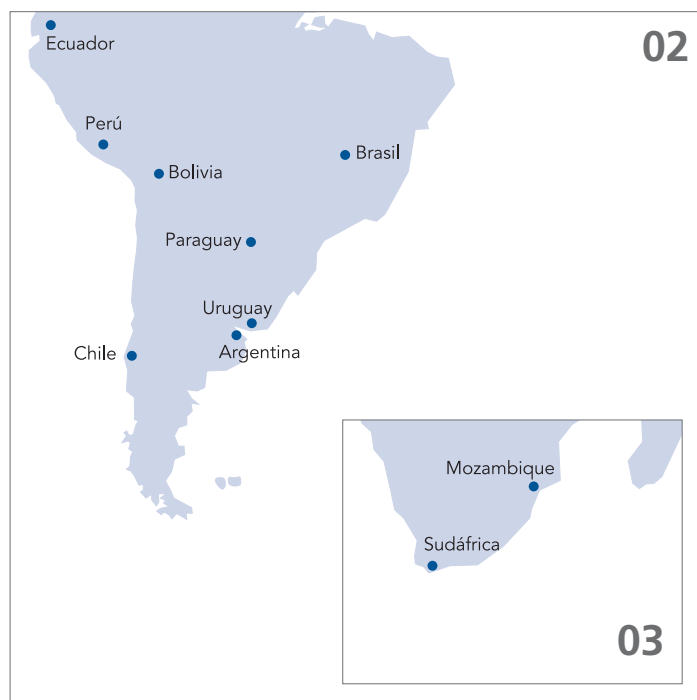 02
Ecuador
Perú
Brasil
Bolivia
Paraguay
Uruguay
Chile
Argentina
Mozambique
Sudáfrica
03